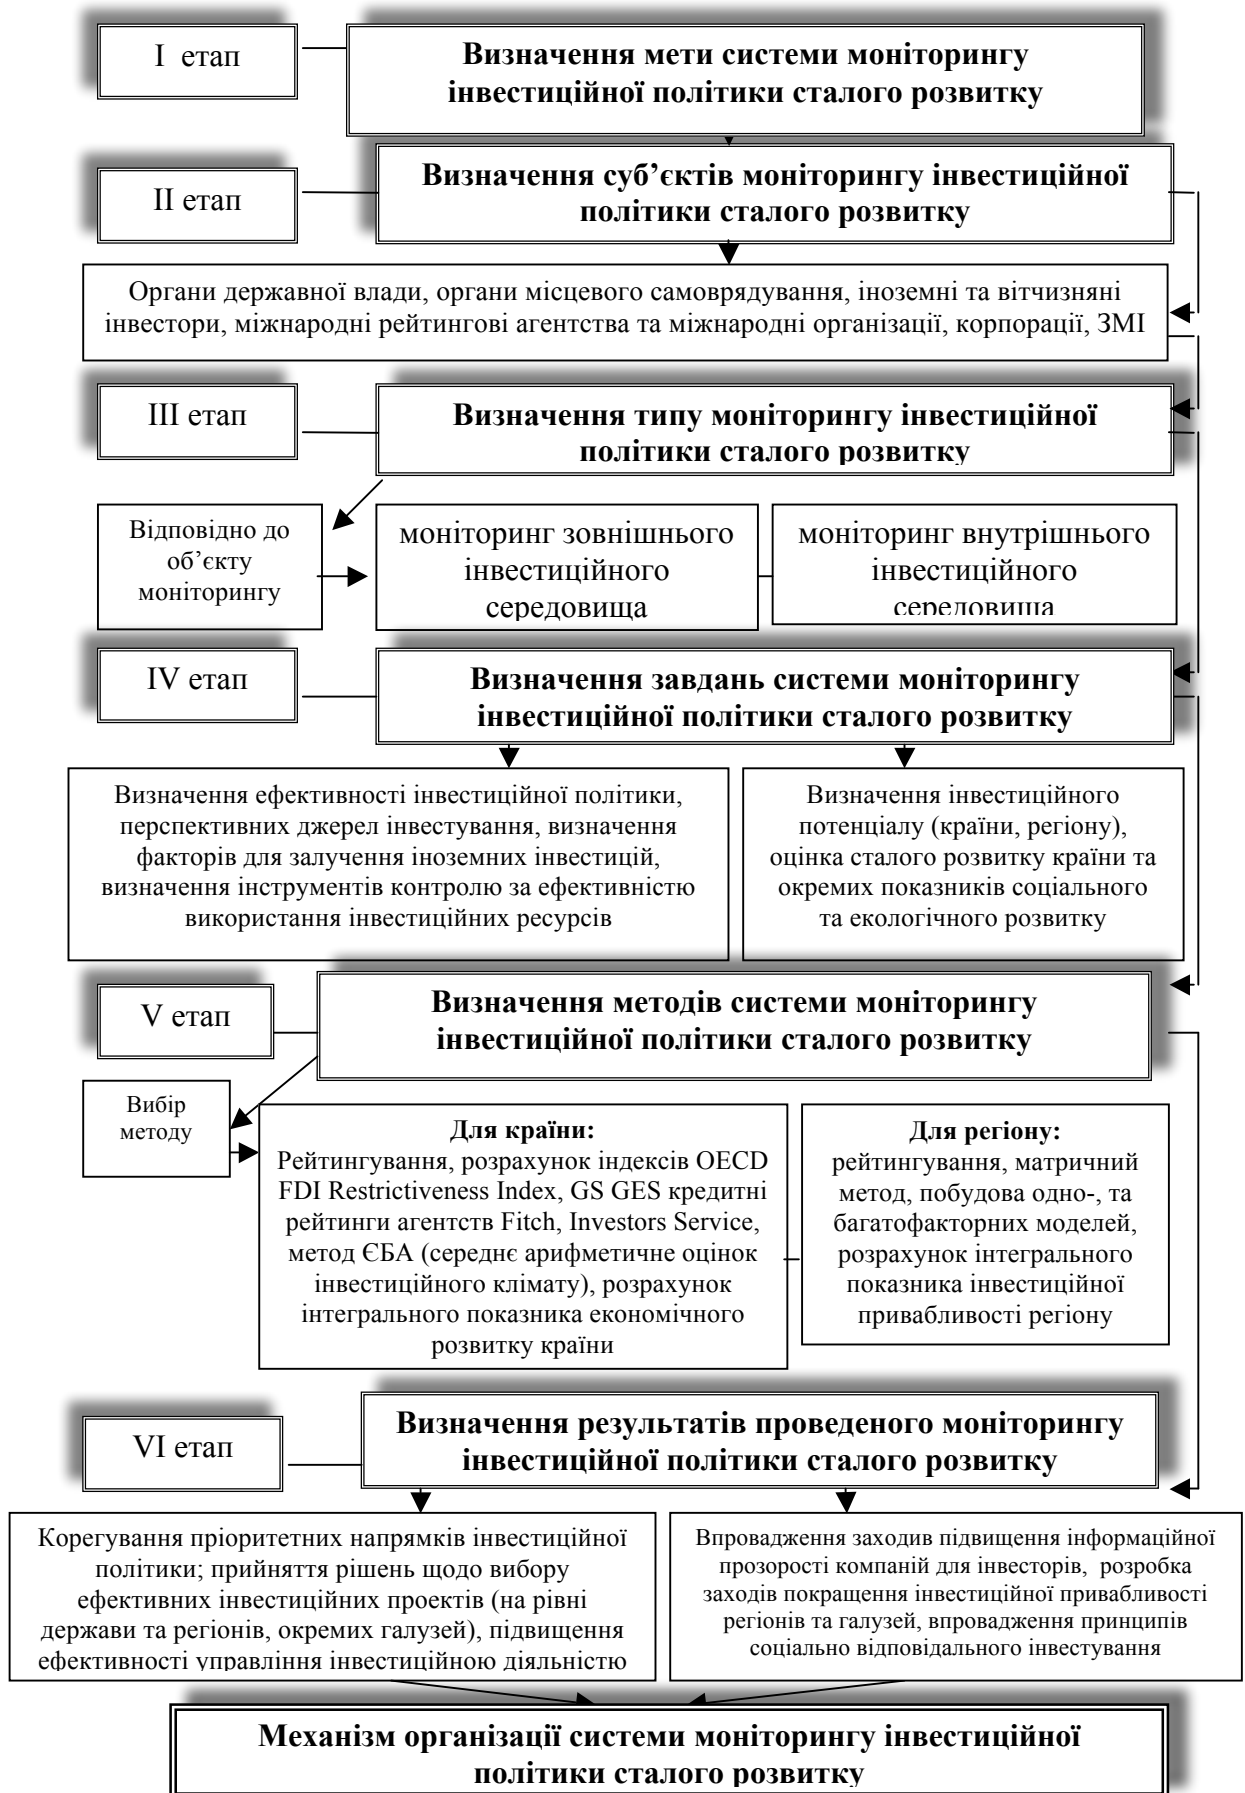 I етап
Визначення мети системи моніторингу
інвестиційної політики сталого розвитку
II етап
Визначення суб’єктів моніторингу інвестиційної
політики сталого розвитку
Органи державної влади, органи місцевого самоврядування, іноземні та вітчизняні
інвестори, міжнародні рейтингові агентства та міжнародні організації, корпорації, ЗМІ
III етап
Визначення типу моніторингу інвестиційної
політики сталого розвитку
Відповідно до
об’єкту
моніторингу
моніторинг зовнішнього
інвестиційного
середовища
моніторинг внутрішнього
інвестиційного
середовища
IV етап
Визначення завдань системи моніторингу
інвестиційної політики сталого розвитку
Визначення ефективності інвестиційної політики,
перспективних джерел інвестування, визначення
факторів для залучення іноземних інвестицій,
визначення інструментів контролю за ефективністю
використання інвестиційних ресурсів
Визначення інвестиційного
потенціалу (країни, регіону),
оцінка сталого розвитку країни та
окремих показників соціального
та екологічного розвитку
V етап
Визначення методів системи моніторингу
інвестиційної політики сталого розвитку
Вибір
методу
Для країни:
Рейтингування, розрахунок індексів OECD
FDI Restrictiveness Index, GS GES кредитні
рейтинги агентств Fitch, Investors Service,
метод ЄБА (середнє арифметичне оцінок
інвестиційного клімату), розрахунок
інтегрального показника економічного
розвитку країни
Для регіону:
рейтингування, матричний
метод, побудова одно-, та
багатофакторних моделей,
розрахунок інтегрального
показника інвестиційної
привабливості регіону
VI етап
Визначення результатів проведеного моніторингу
інвестиційної політики сталого розвитку
Корегування пріоритетних напрямків інвестиційної
політики; прийняття рішень щодо вибору
ефективних інвестиційних проектів (на рівні
держави та регіонів, окремих галузей), підвищення
ефективності управління інвестиційною діяльністю
Впровадження заходив підвищення інформаційної
прозорості компаній для інвесторів, розробка
заходів покращення інвестиційної привабливості
регіонів та галузей, впровадження принципів
соціально відповідального інвестування
Механізм організації системи моніторингу інвестиційної
політики сталого розвитку